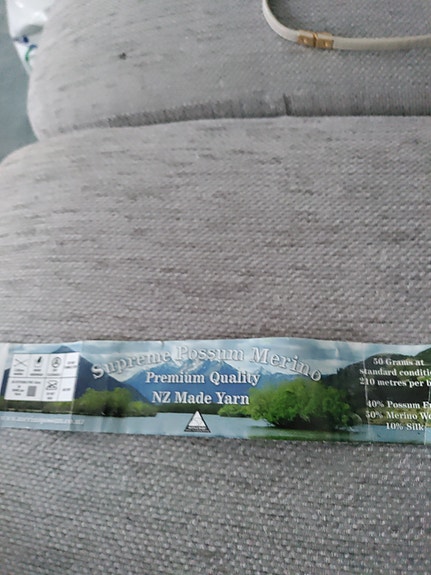 Supreme Possum Merino
Premium Quality
NZ Made Yarn
50 Grams at
standard conditi
210 metres per b
40% Possum F
50% Merino Wo
10% Silk